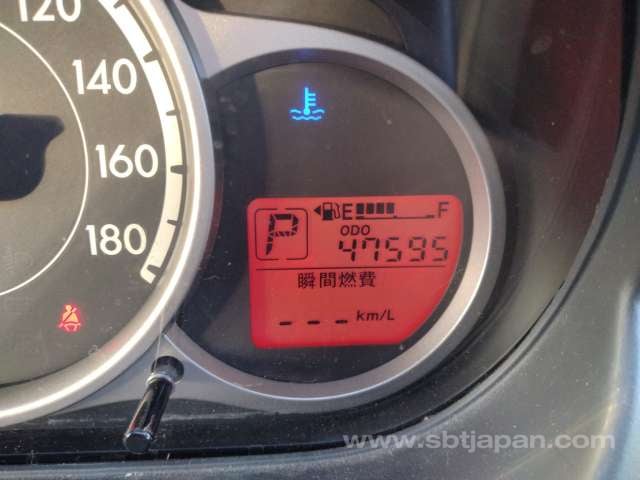 120
140
160
180
E F
P
ODO
47595
瞬間燃費
--- km/L
www.sbtjapan.com